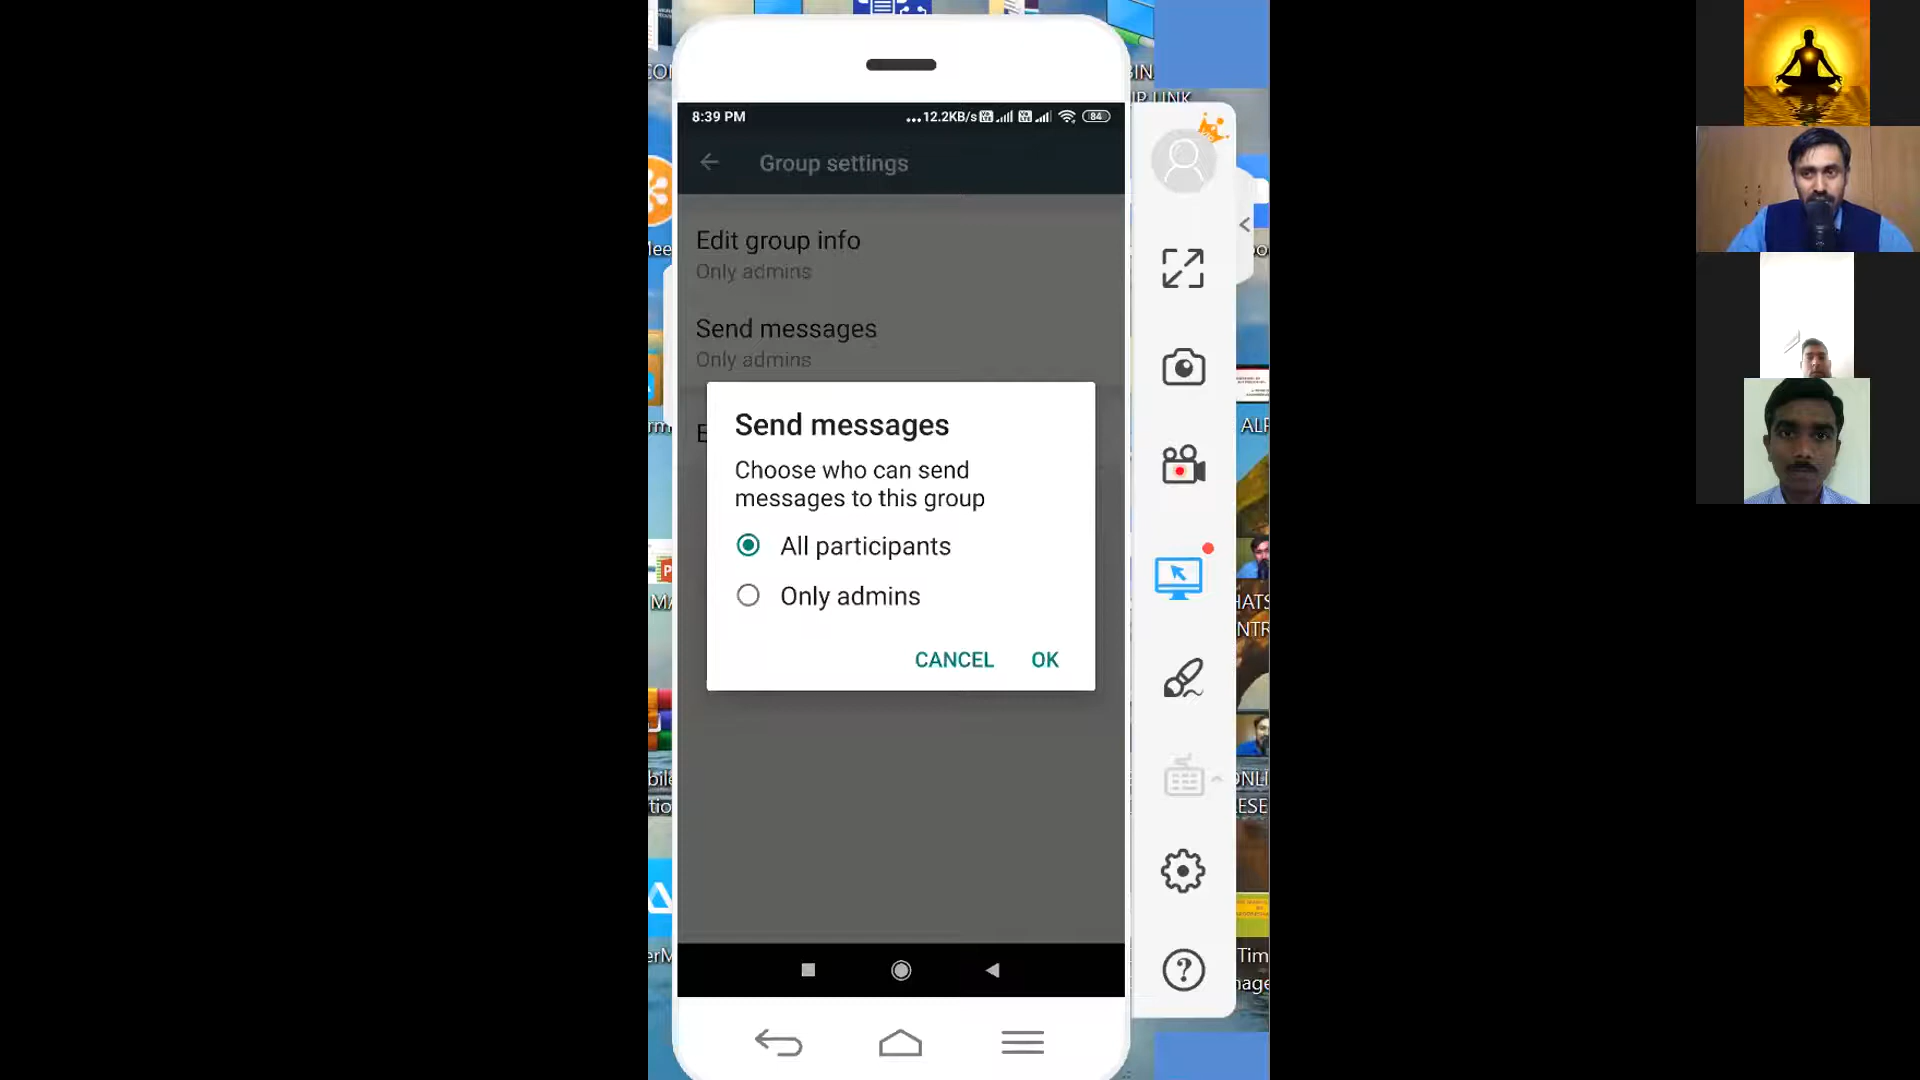 8:39 PM
12.2KB/s
84
Group settings
Edit group info
Only admins
Send messages
Only admins
Send messages
Choose who can send
messages to this group
All participants
Only admins
CANCEL OK